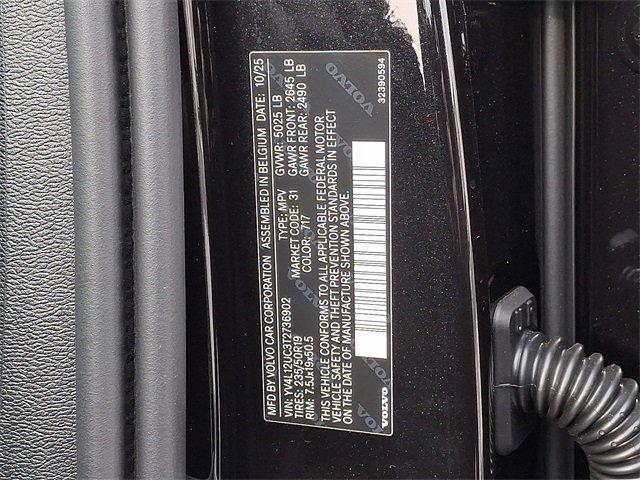 MFD BY VOLVO CAR CORPORATION ASSEMBLED IN BELGIUM DATE: 10/25
VIN: YV4L12UC3T2736902 TYPE: MPV GVWR: 5025 LB
TIRES: 235/50R19 MARKET CODE: 31 GAWR FRONT: 2645 LB
RIM: 7.5Jx19x50.5 COLOR: 717 GAWR REAR: 2490 LB
THIS VEHICLE CONFORMS TO ALL APPLICABLE FEDERAL MOTOR
VEHICLE SAFETY AND THEFT PREVENTION STANDARDS IN EFFECT
ON THE DATE OF MANUFACTURE SHOWN ABOVE.
VOLVO 32390594